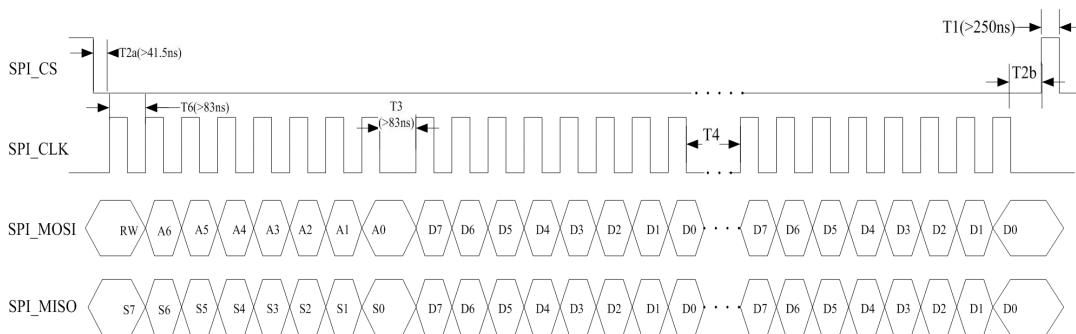 T1(>250ns)
T2a(>41.5ns)
SPI_CS
T2b
T6(>83ns)
T3
(>83ns)
SPI_CLK
T4
SPI_MOSI RW A6 A5 A4 A3 A2 A1 A0 D7 D6 D5 D4 D3 D2 D1 D0 · · · · D7 D6 D5 D4 D3 D2 D1 D0
SPI_MISO S7 S6 S5 S4 S3 S2 S1 S0 D7 D6 D5 D4 D3 D2 D1 D0 · · · · D7 D6 D5 D4 D3 D2 D1 D0